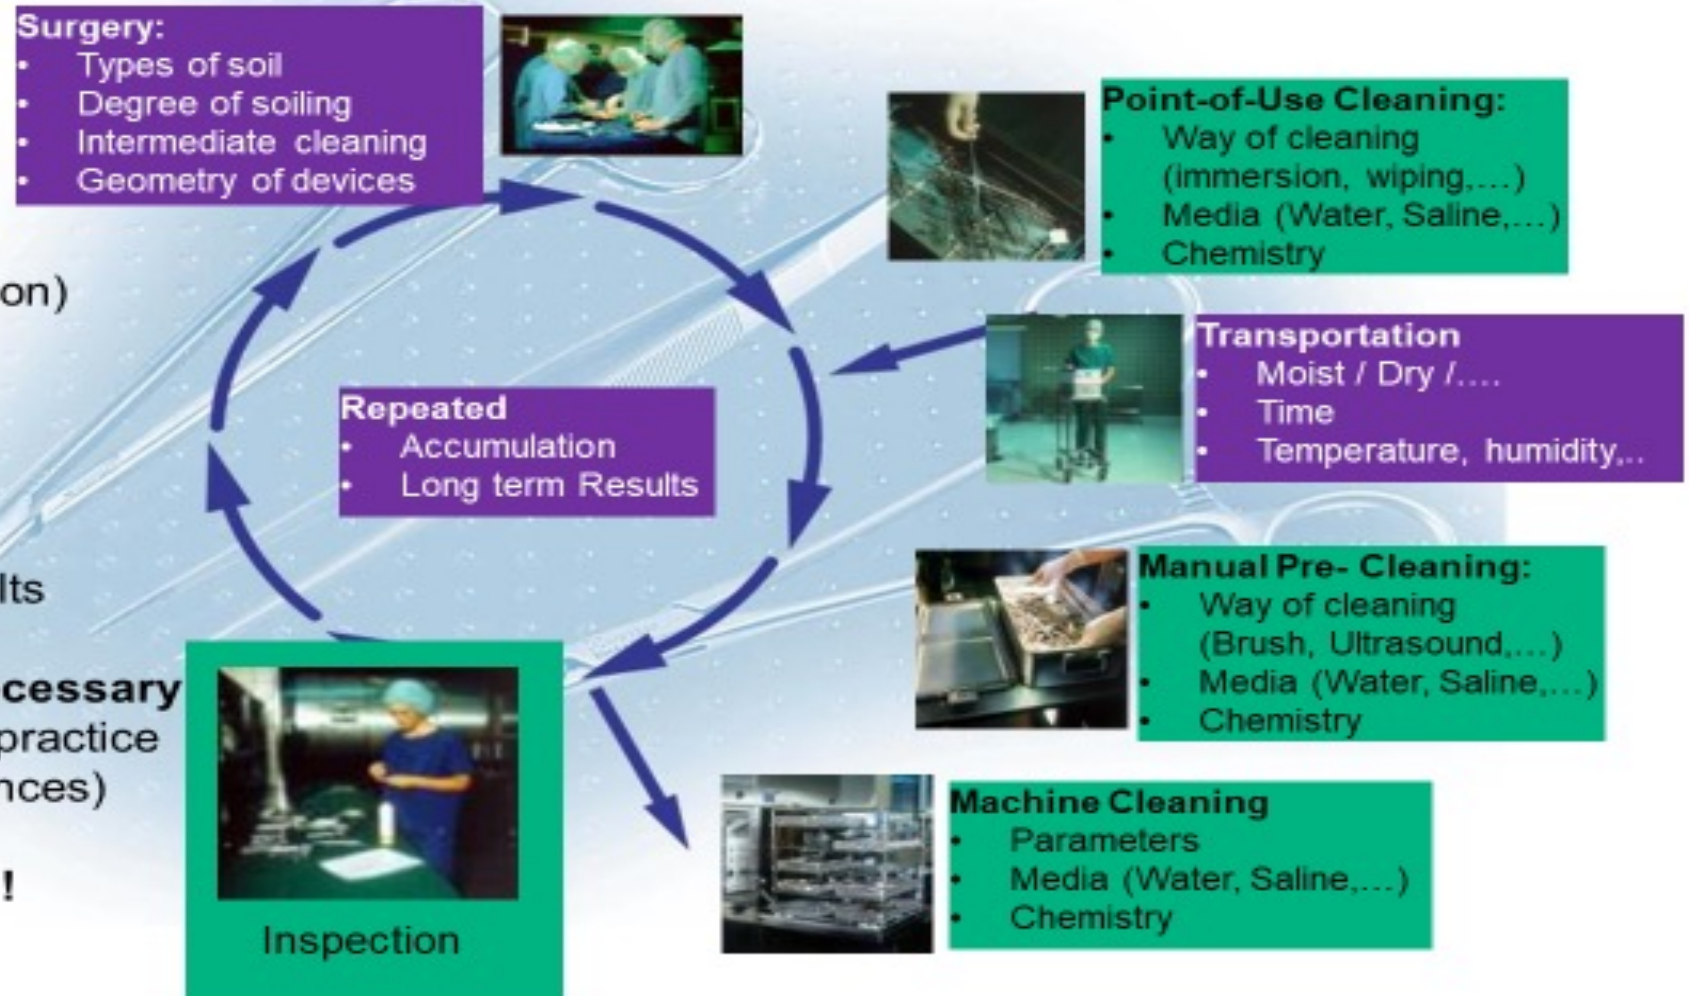 Surgery:
• Types of soil
• Degree of soiling
• Intermediate cleaning
• Geometry of devices
Point-of-Use Cleaning:
• Way of cleaning
(immersion, wiping,...)
• Media (Water, Saline,...)
• Chemistry
on)
Transportation
• Moist / Dry /....
• Time
• Temperature, humidity,..
Repeated
• Accumulation
• Long term Results
lts
Manual Pre- Cleaning:
• Way of cleaning
(Brush, Ultrasound,...)
• Media (Water, Saline,...)
• Chemistry
cessary
practice
nces)
!
Machine Cleaning
• Parameters
• Media (Water, Saline,...)
• Chemistry
Inspection